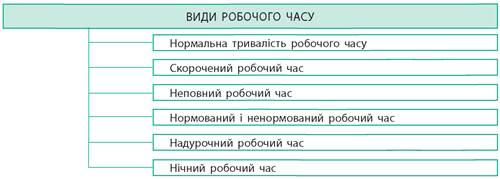 ВИДИ РОБОЧОГО ЧАСУ
Нормальна тривалість робочого часу
Скорочений робочий час
Неповний робочий час
Нормований і ненормований робочий час
Надурочний робочий час
Нічний робочий час